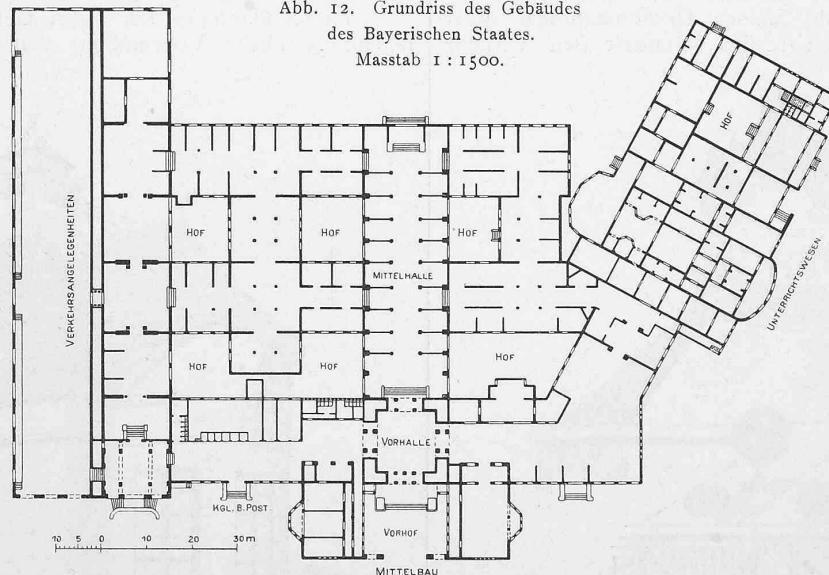 Abb. 12. Grundriss des Gebäudes
des Bayerischen Staates.
Masstab 1 : 1500.
HOF
VERKEHRSANGELEGENHEITEN
HOF
HOF
HOF
MITTELHALLE
UNTERRICHTSWESEN
HOF
HOF
HOF
VORHALLE
KGL. B. POST.
VORHOF
10 5 0 10 20 30 m
MITTELBAU